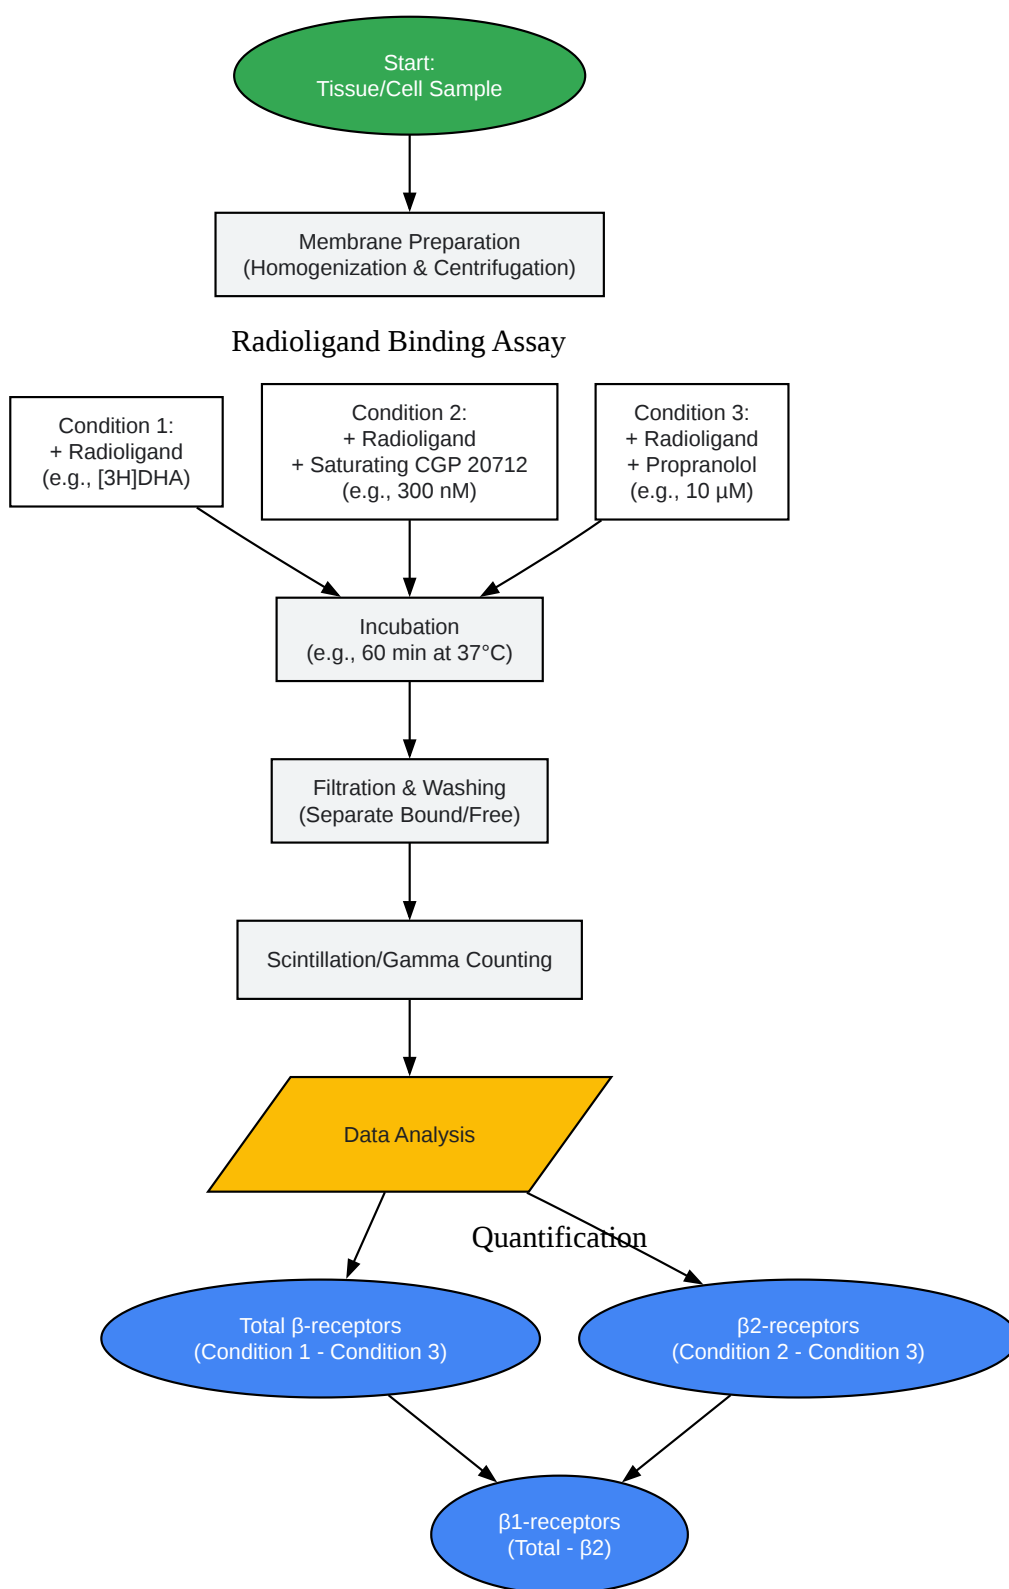 Start:
Tissue/Cell Sample
Membrane Preparation
(Homogenization & Centrifugation)
Radioligand Binding Assay
Condition 1:
+ Radioligand
(e.g., [3H]DHA)
Condition 2:
+ Radioligand
+ Saturating CGP 20712
(e.g., 300 nM)
Condition 3:
+ Radioligand
+ Propranolol
(e.g., 10 µM)
Incubation
(e.g., 60 min at 37°C)
Filtration & Washing
(Separate Bound/Free)
Scintillation/Gamma Counting
Data Analysis
Quantification
Total β-receptors
(Condition 1 - Condition 3)
β2-receptors
(Condition 2 - Condition 3)
β1-receptors
(Total - β2)